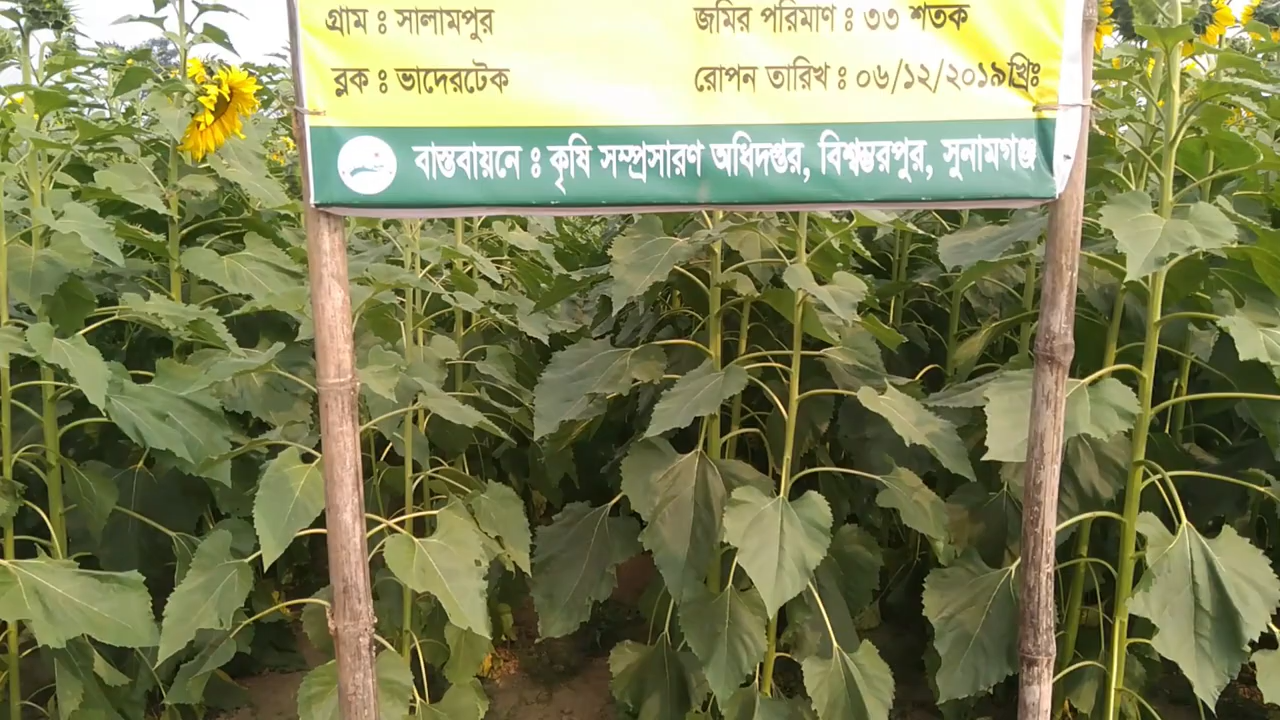 গ্রাম ঃ সালামপুর জমির পরিমাণ ঃ ৩৩ শতক
ব্লক ঃ ভাদেরটেক রোপন তারিখ ঃ ০৬/১২/২০১৯খ্রিঃ
বাস্তবায়নে ঃ কৃষি সম্প্রসারণ অধিদপ্তর, বিশ্বম্ভরপুর, সুনামগঞ্জ